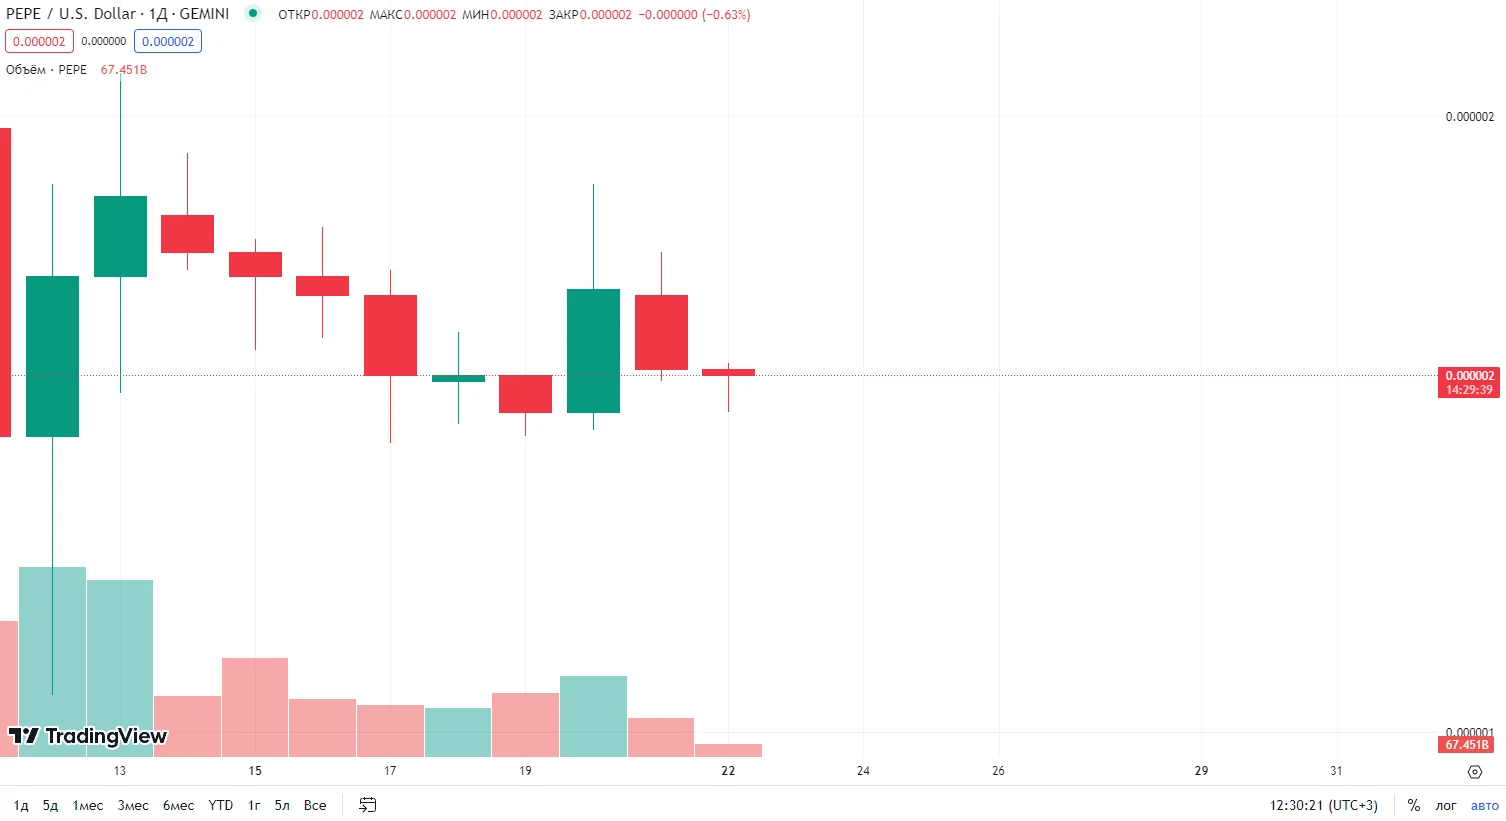 PEPE / U.S. Dollar · 1Д · GEMINI ОТКР0.000002 МАКС0.000002 МИН0.000002 ЗАКР0.000002 −0.000000 (−0.63%)
0.000002 0.000000 0.000002
Объём · PEPE 67.451B
0.000002
0.000002
14:29:39
0.000001
67.451B
TradingView
13 15 17 19 22 24 26 29 31
1д 5д 1мес 3мес 6мес YTD 1г 5л Все 12:30:21 (UTC+3) % лог авто